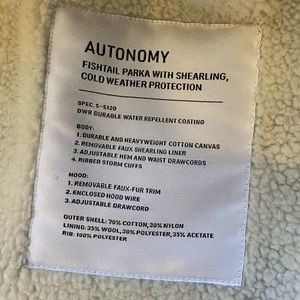 AUTONOMY
FISHTAIL PARKA WITH SHEARLING,
COLD WEATHER PROTECTION
SPEC. 5-5120
DWR DURABLE WATER REPELLENT COATING
BODY:
1. DURABLE AND HEAVYWEIGHT COTTON CANVAS
2. REMOVABLE FAUX SHEARLING LINER
3. ADJUSTABLE HEM AND WAIST DRAWCORDS
4. RIBBED STORM CUFFS
HOOD:
1. REMOVABLE FAUX-FUR TRIM
2. ENCLOSED HOOD WIRE
3. ADJUSTABLE DRAWCORD
OUTER SHELL: 70% COTTON, 30% NYLON
LINING: 35% WOOL, 30% POLYESTER, 35% ACETATE
RIB: 100% POLYESTER